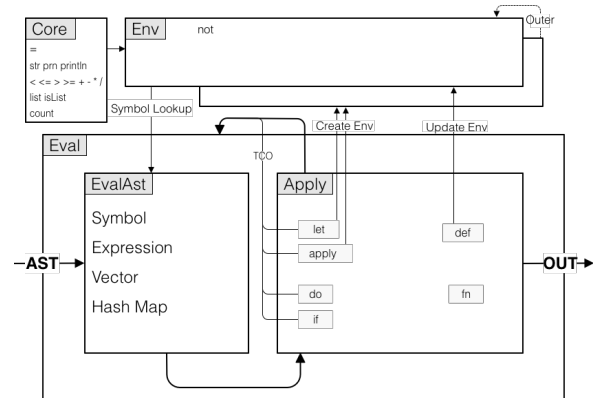 Core
Env
not
Outer
=
str prn println
< <= > >= + - * /
list isList
count
Symbol Lookup
Create Env
Update Env
Eval
TCO
EvalAst
Apply
Symbol
Expression
Vector
Hash Map
let
def
apply
AST
OUT
do
fn
if